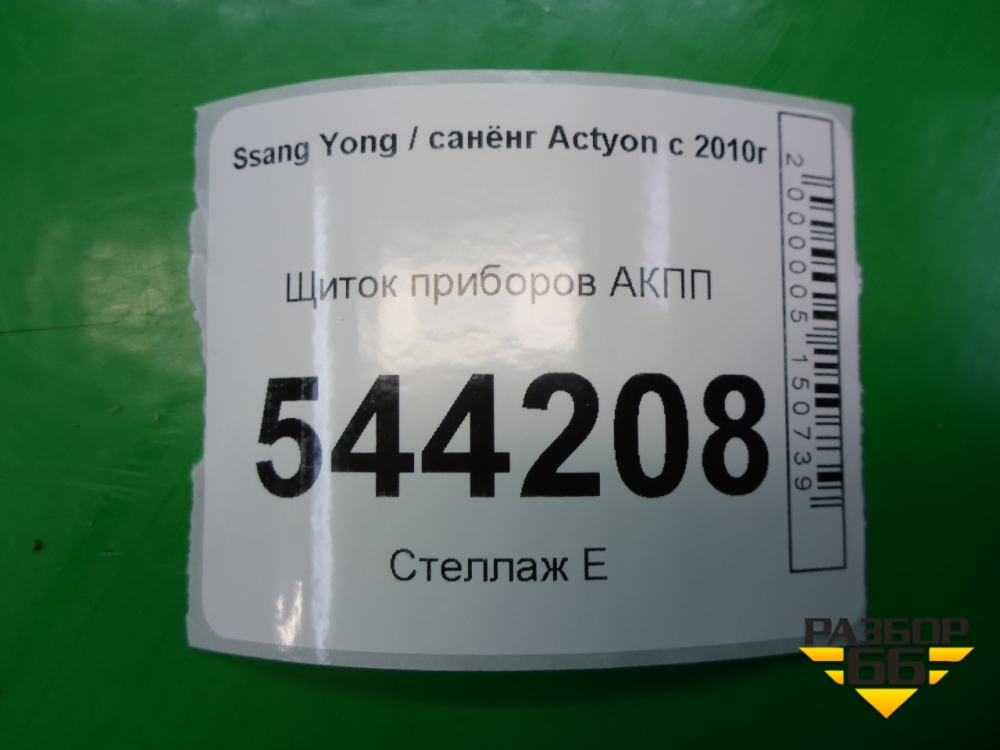 Ssang Yong / санёнг Actyon с 2010г
Щиток приборов АКПП
544208
Стеллаж Е
2000005150739
РАЗБОР
66